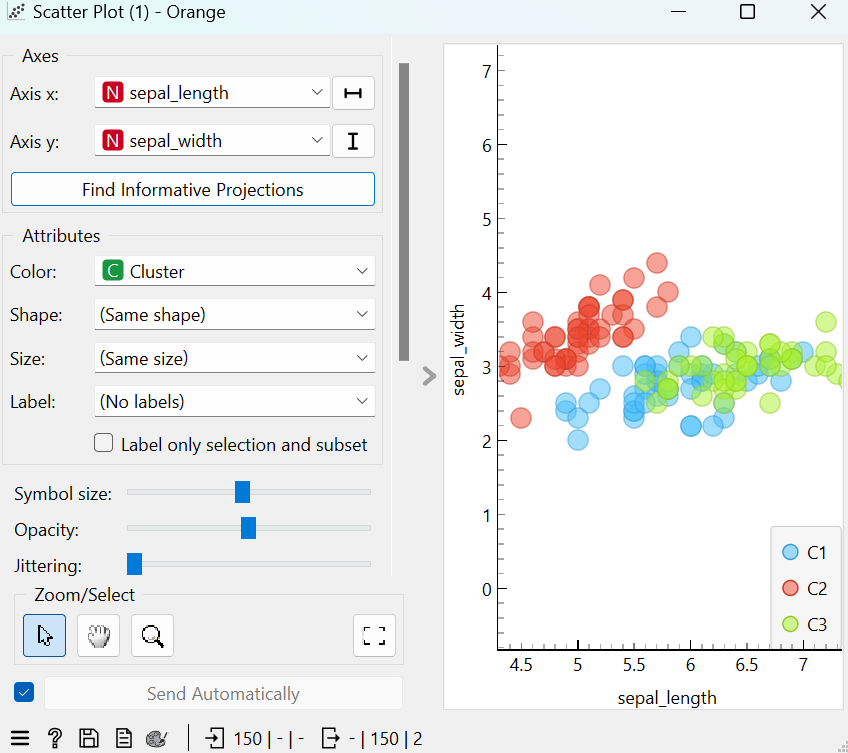 Scatter Plot (1) - Orange
Axes
Axis x: N sepal_length
Axis y: N sepal_width
Find Informative Projections
Attributes
Color: C Cluster
Shape: (Same shape)
Size: (Same size)
Label: (No labels)
Label only selection and subset
Symbol size:
Opacity:
Jittering:
Zoom/Select
Send Automatically
? 150 | - | - - | 150 | 2
7
6
5
4
3
2
1
0
sepal_width
C1
C2
C3
4.5 5 5.5 6 6.5 7
sepal_length